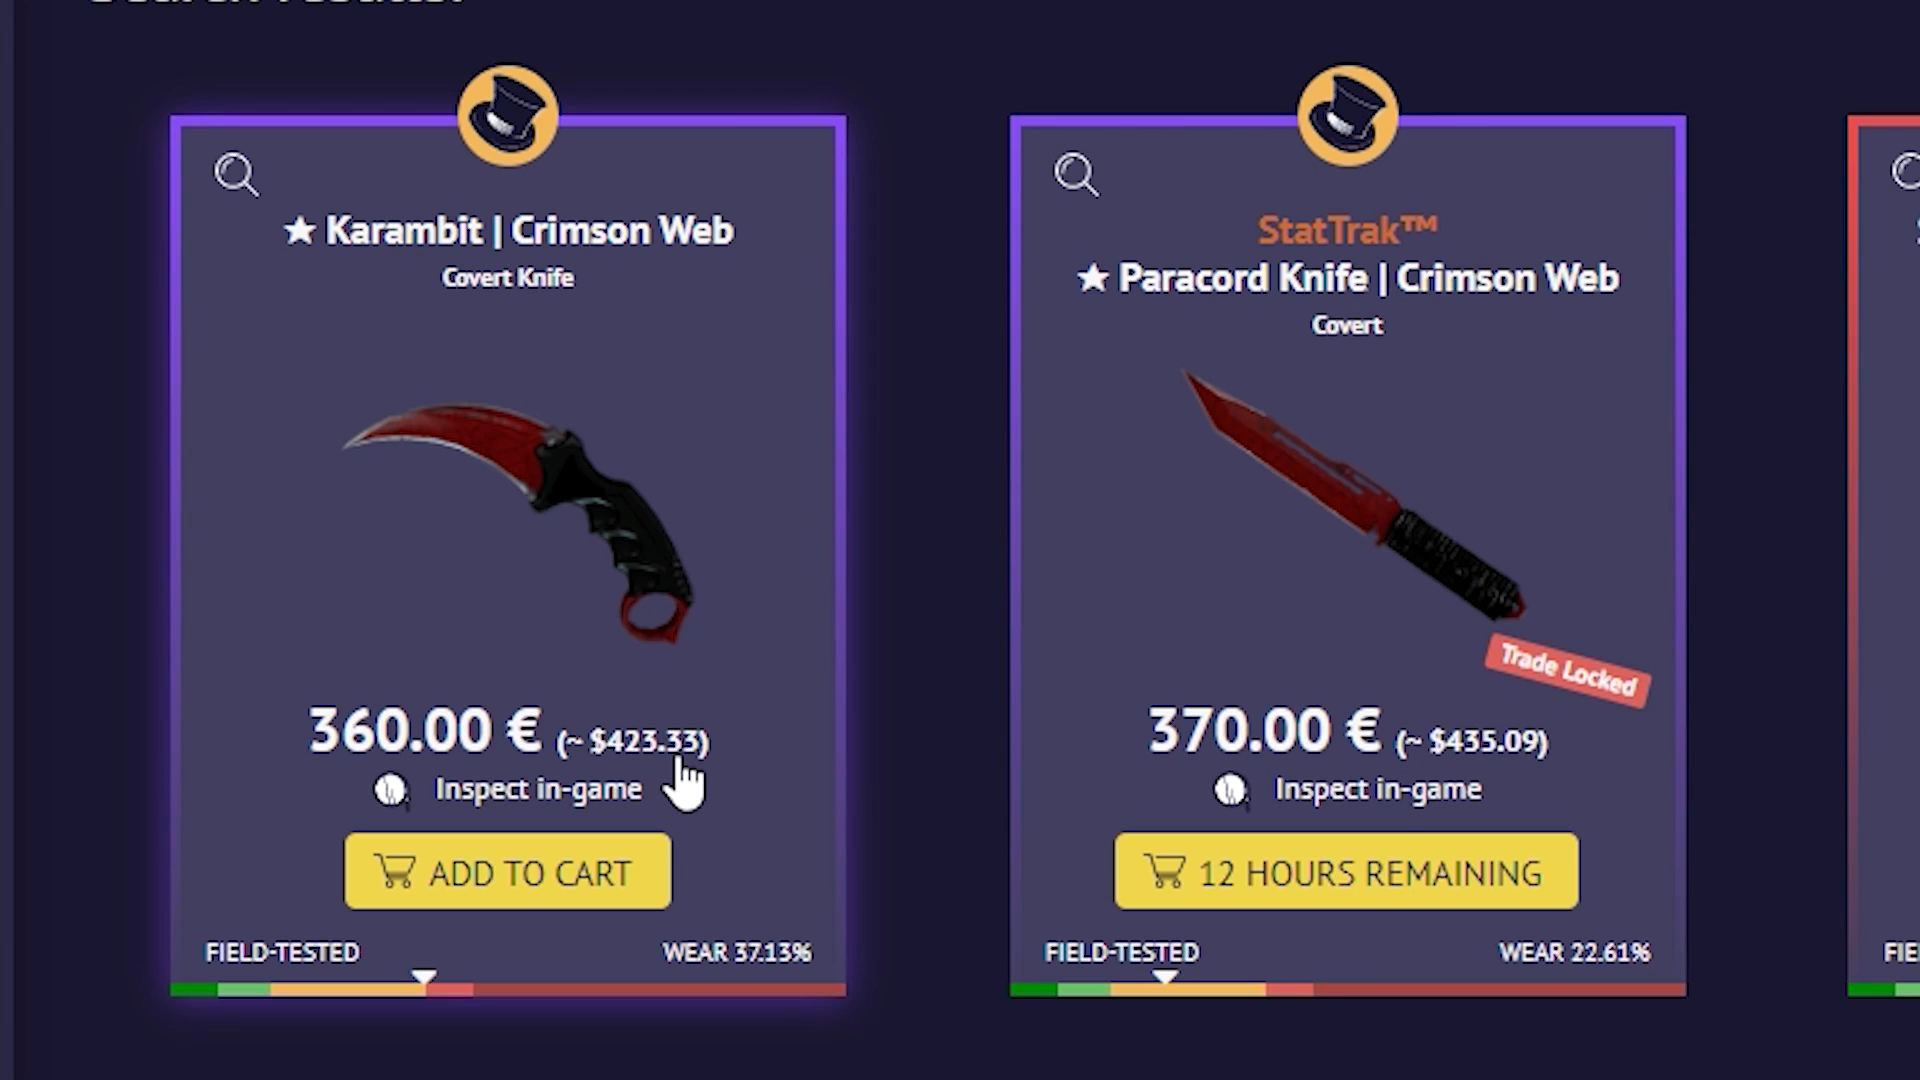 ★ Karambit | Crimson Web
Covert Knife
360.00 € (~ $423.33)
Inspect in-game
ADD TO CART
FIELD-TESTED
WEAR 37.13%
StatTrak™
★ Paracord Knife | Crimson Web
Covert
Trade Locked
370.00 € (~ $435.09)
Inspect in-game
12 HOURS REMAINING
FIELD-TESTED
WEAR 22.61%